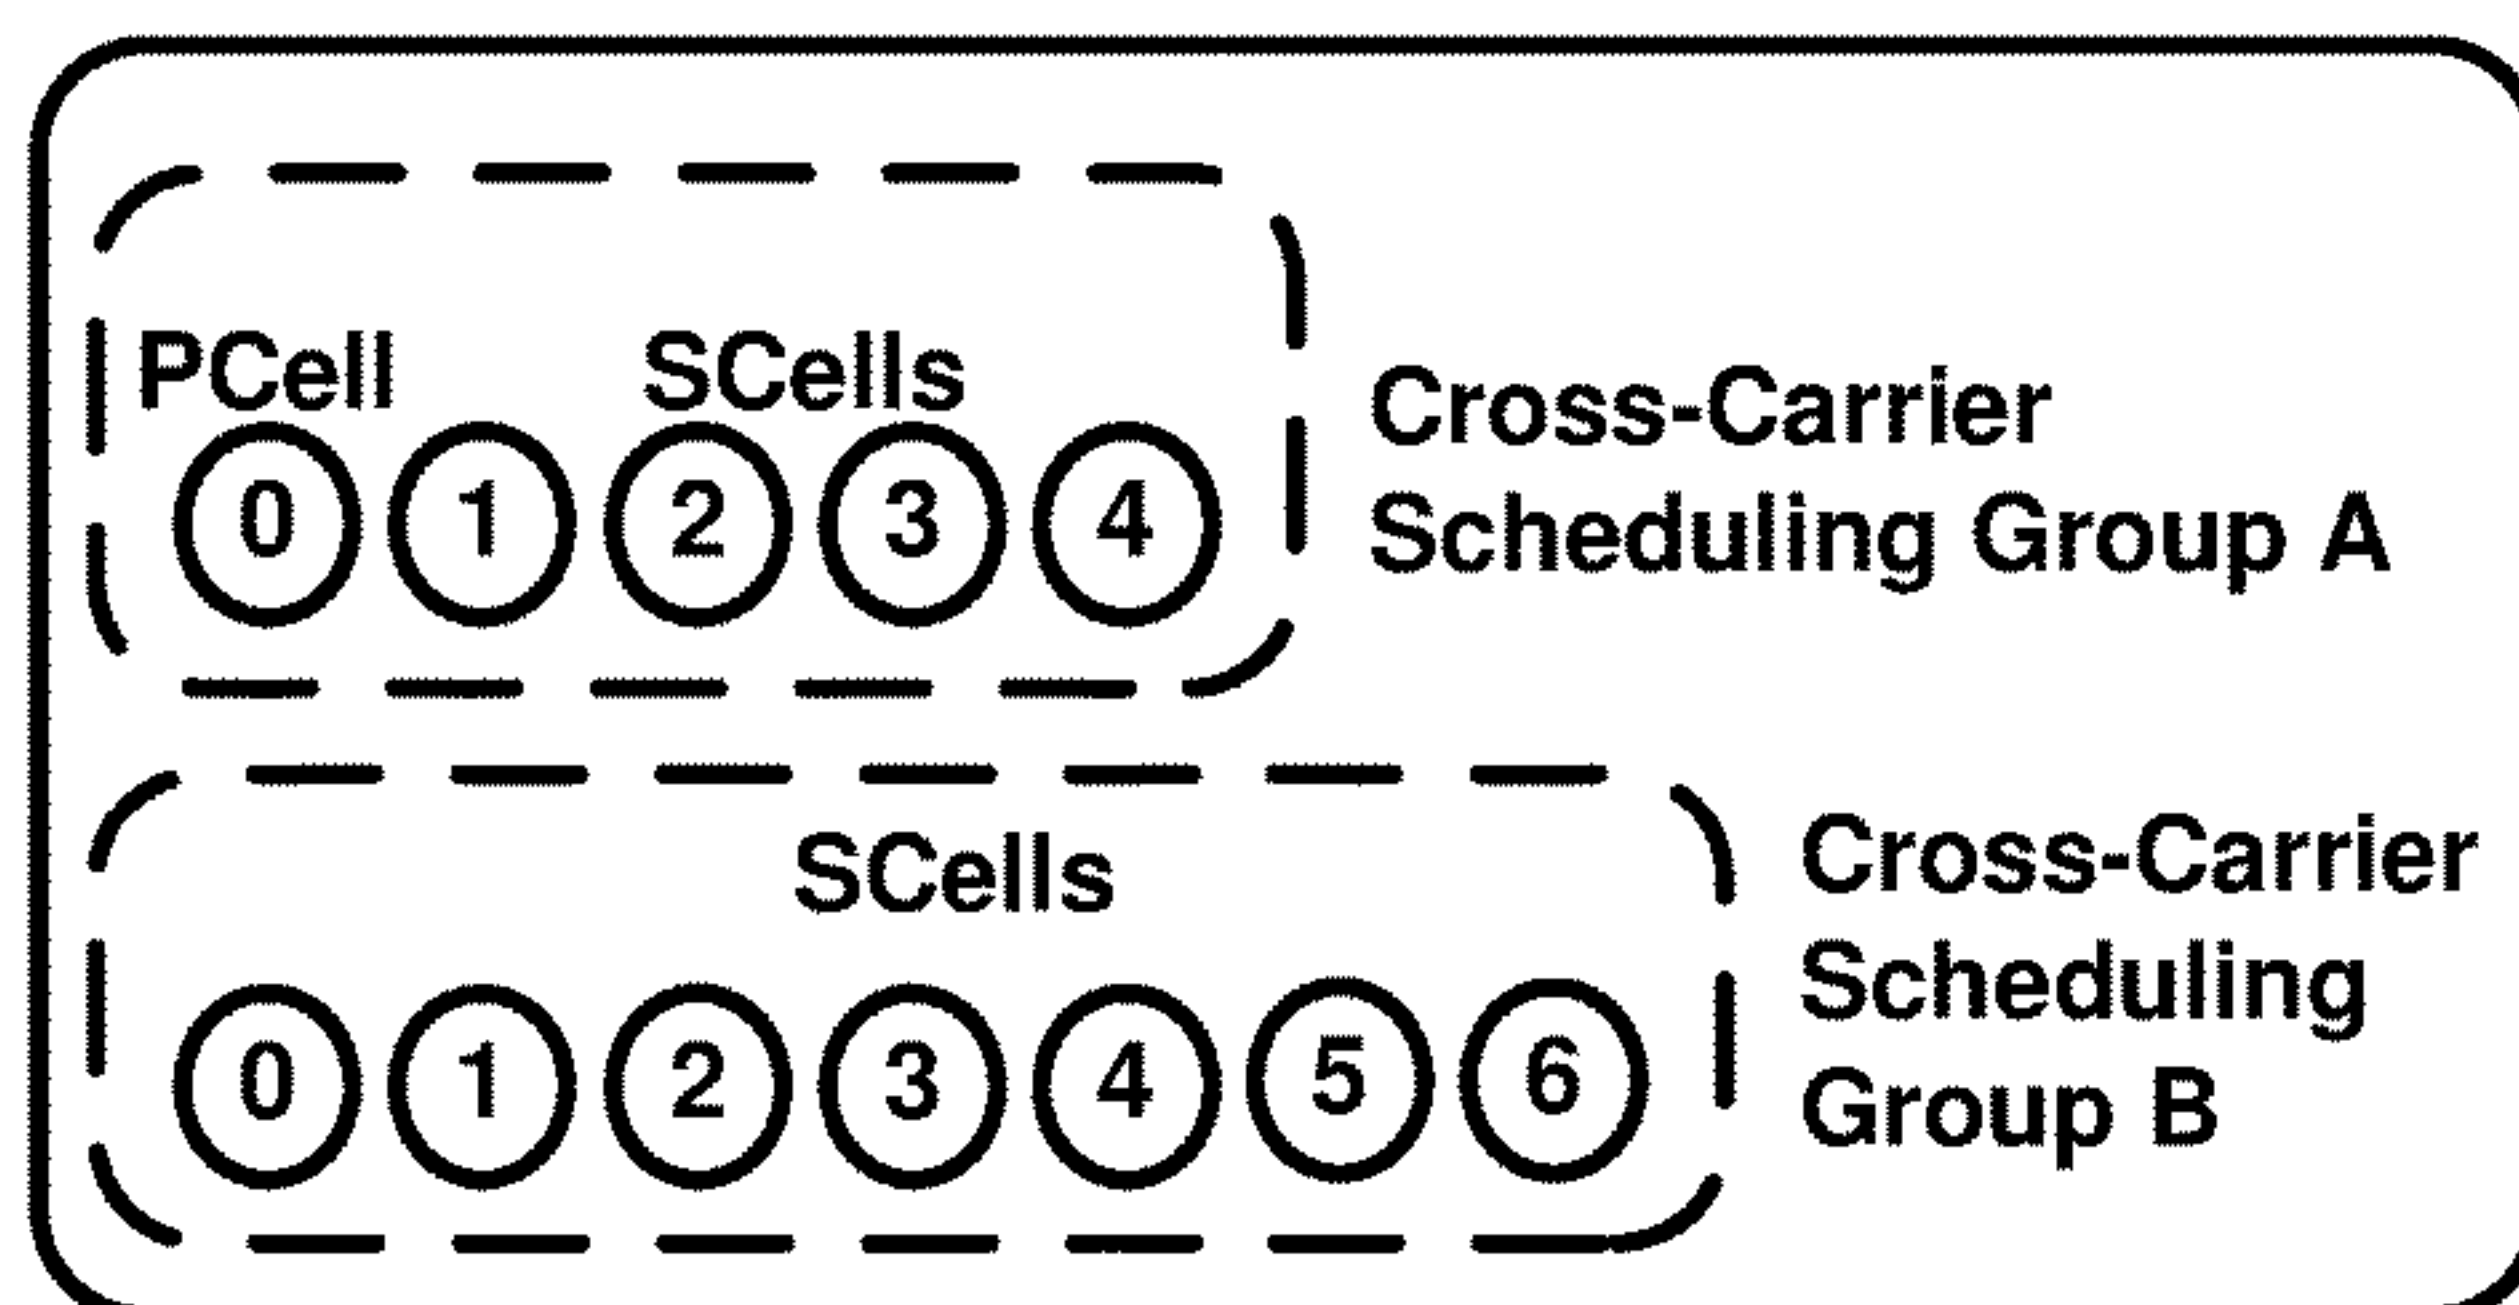 PCell SCells
0 1 2 3 4
Cross-Carrier
Scheduling Group A
SCells
0 1 2 3 4 5 6
Cross-Carrier
Scheduling
Group B